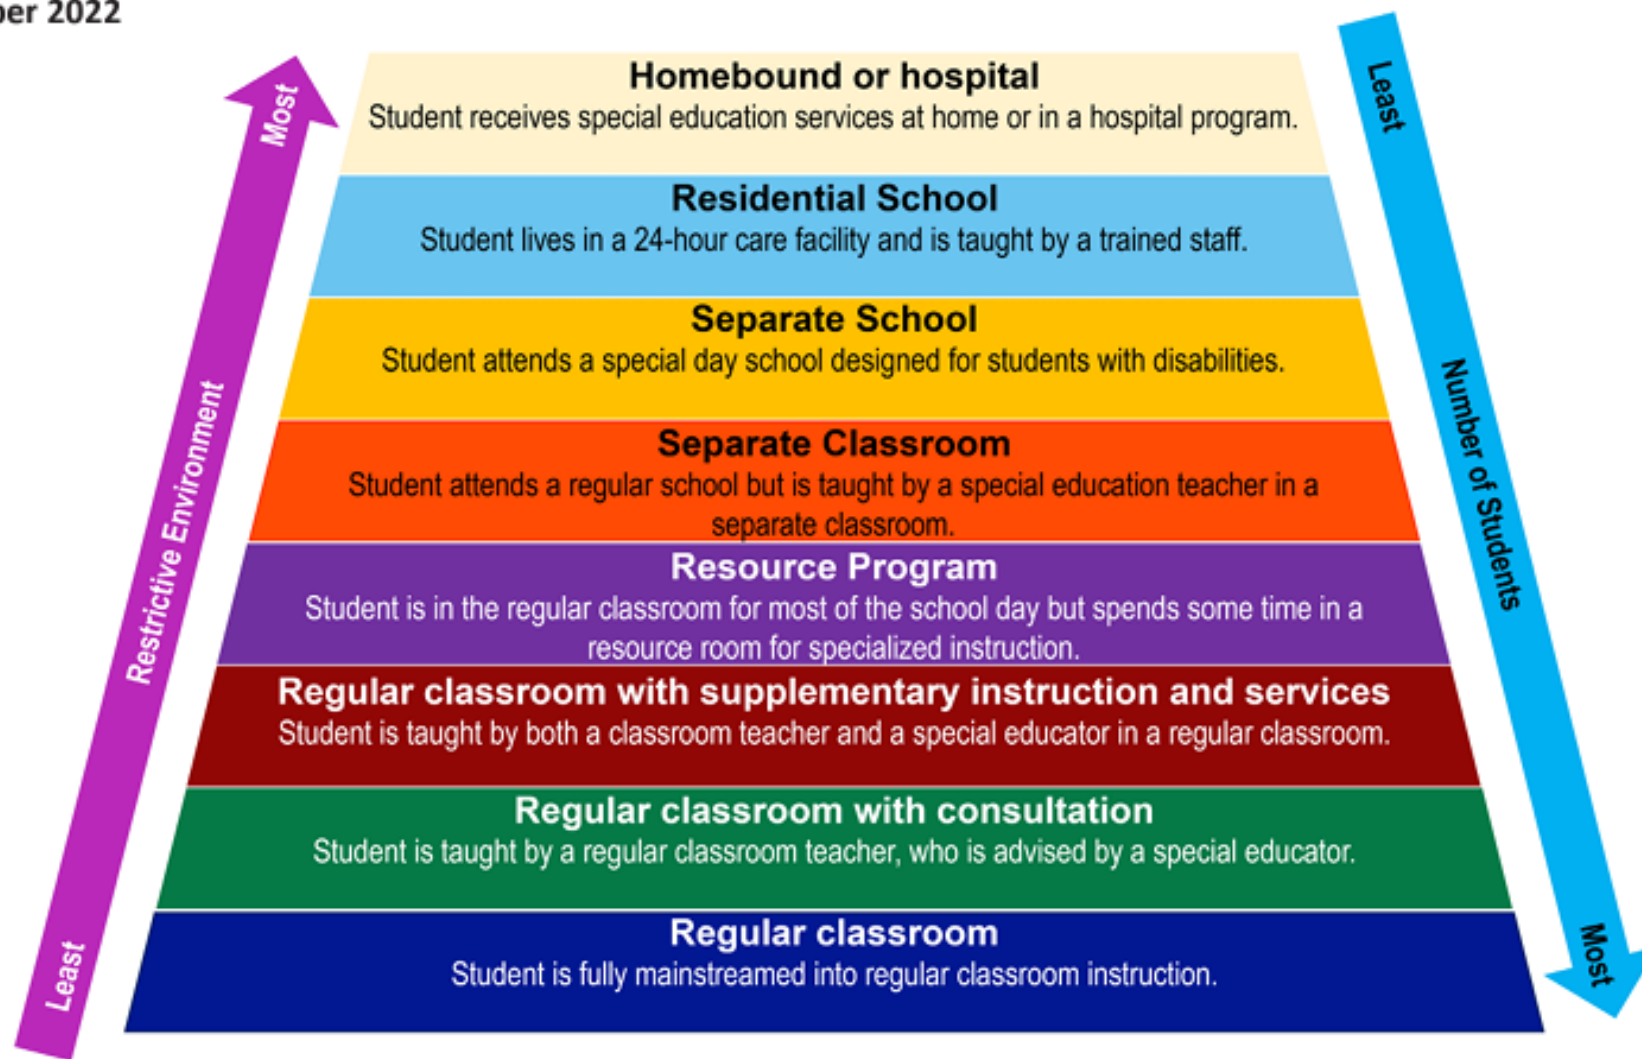 2022
Homebound or hospital
Student receives special education services at home or in a hospital program.
Residential School
Student lives in a 24-hour care facility and is taught by a trained staff.
Separate School
Student attends a special day school designed for students with disabilities.
Separate Classroom
Student attends a regular school but is taught by a special education teacher in a
separate classroom.
Resource Program
Student is in the regular classroom for most of the school day but spends some time in a
resource room for specialized instruction.
Regular classroom with supplementary instruction and services
Student is taught by both a classroom teacher and a special educator in a regular classroom.
Regular classroom with consultation
Student is taught by a regular classroom teacher, who is advised by a special educator.
Regular classroom
Student is fully mainstreamed into regular classroom instruction.
Most
Restrictive Environment
Least
Least
Number of Students
Most